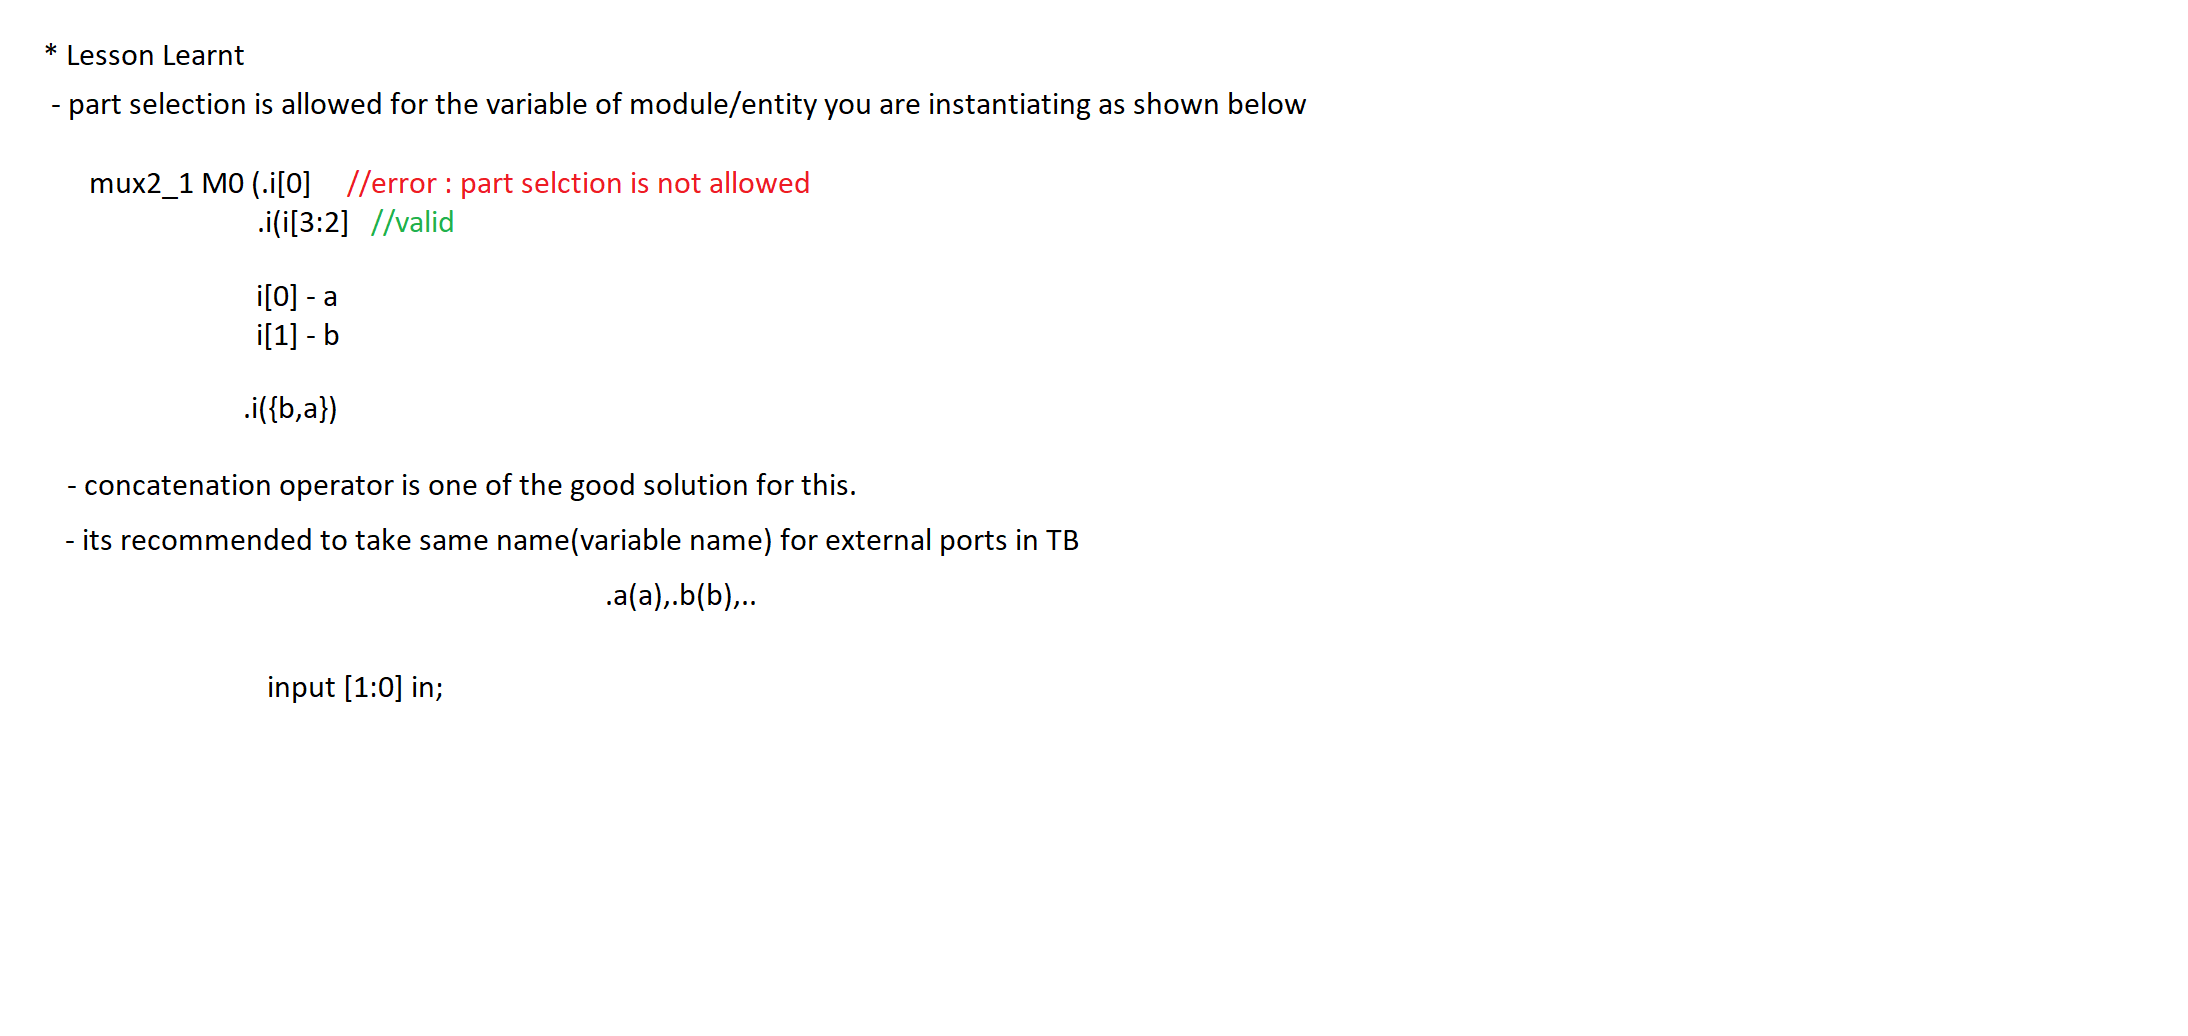 * Lesson Learnt
- part selection is allowed for the variable of module/entity you are instantiating as shown below
mux2_1 M0 (.i[0] //error : part selction is not allowed
.i(i[3:2] //valid
i[0] - a
i[1] - b
.i({b,a})
- concatenation operator is one of the good solution for this.
- its recommended to take same name(variable name) for external ports in TB
.a(a),.b(b),..
input [1:0] in;